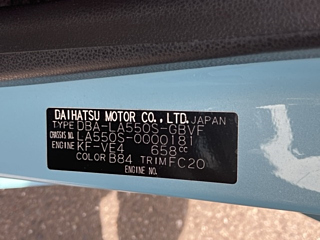 DAIHATSU MOTOR CO., LTD. JAPAN
TYPE DBA-LA550S-GBVF
CHASSIS NO. LA550S-0000181
ENGINE KF-VE4 658cc
COLOR B84 TRIM FC20
ENGINE NO.